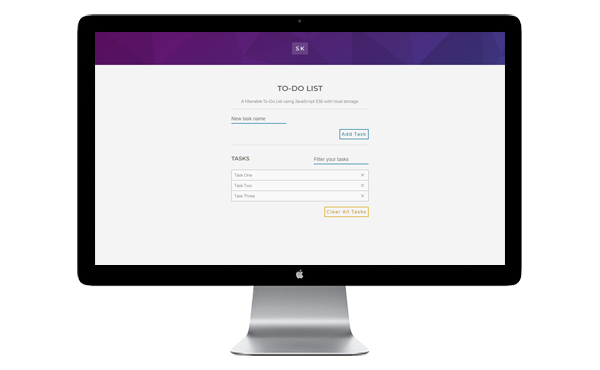 SK
TO-DO LIST
A filterable To-Do List using JavaScript ES6 with local storage.
New task name
Add Task
TASKS
Filter your tasks
Task One ×
Task Two ×
Task Three ×
Clear All Tasks